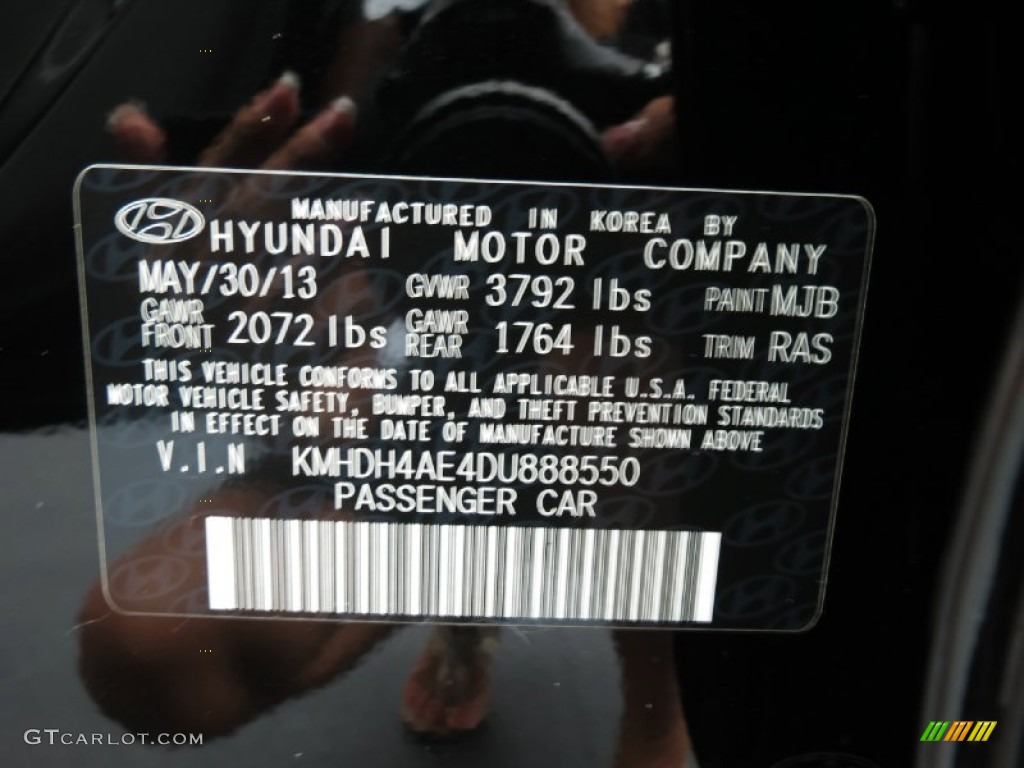 MANUFACTURED IN KOREA BY
HYUNDAI MOTOR COMPANY
MAY/30/13 GVWR 3792 lbs PAINT MJB
GAWR FRONT 2072 lbs GAWR REAR 1764 lbs TRIM RAS
THIS VEHICLE CONFORMS TO ALL APPLICABLE U.S.A. FEDERAL
MOTOR VEHICLE SAFETY, BUMPER, AND THEFT PREVENTION STANDARDS
IN EFFECT ON THE DATE OF MANUFACTURE SHOWN ABOVE
V.I.N KMHDH4AE4DU888550
PASSENGER CAR
GTCARLOT.COM